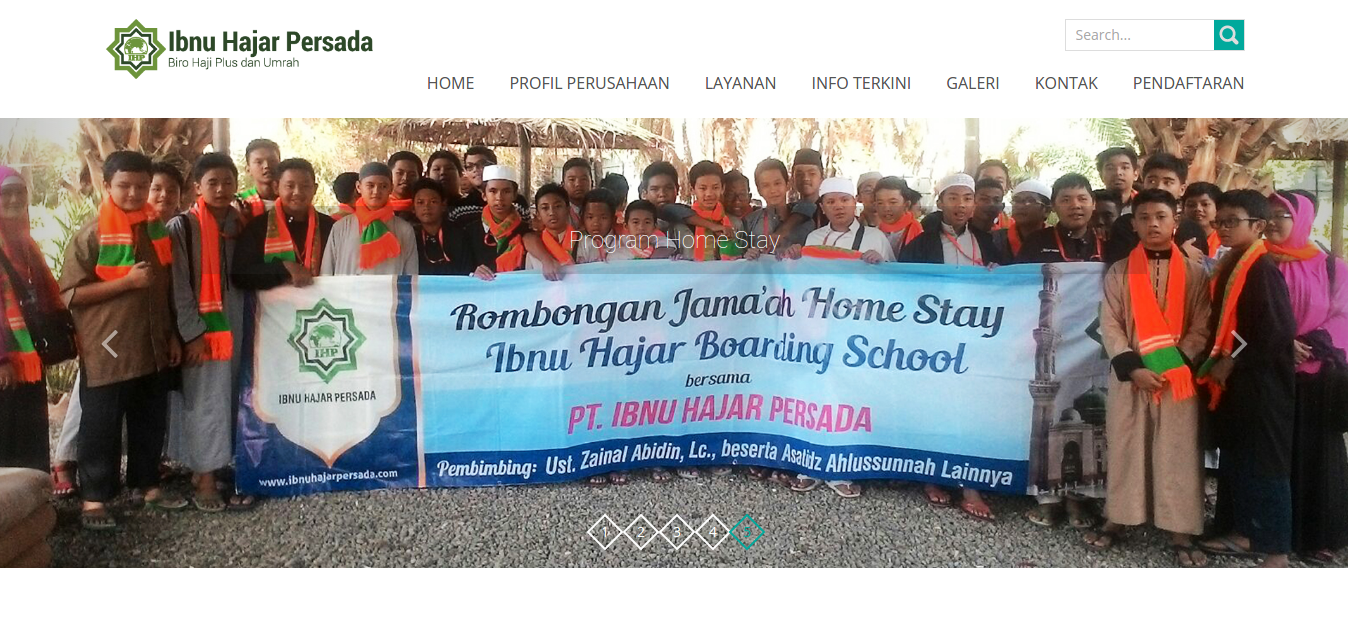 Ibnu Hajar Persada
Biro Haji Plus dan Umrah
IHP
Search...
HOME PROFIL PERUSAHAAN LAYANAN INFO TERKINI GALERI KONTAK PENDAFTARAN
Program Home Stay
Rombongan Jama'ah Home Stay
Ibnu Hajar Boarding School
bersama
PT. IBNU HAJAR PERSADA
Pembimbing: Ust. Zainal Abidin, Lc., beserta Asatidz Ahlussunnah Lainnya
IHP
IBNU HAJAR PERSADA
www.ibnuhajarpersada.com
1 2 3 4 5